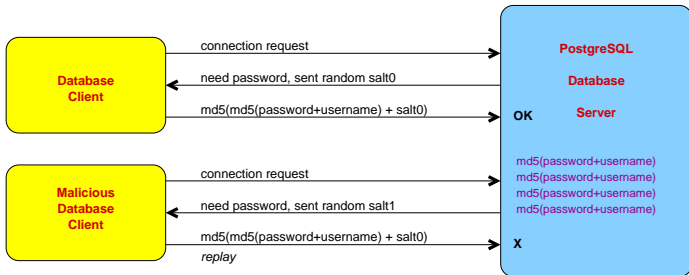 connection request
PostgreSQL
Database
Client
need password, sent random salt0
Database
md5(md5(password+username) + salt0)
OK
Server
Malicious
Database
Client
connection request
md5(password+username)
md5(password+username)
md5(password+username)
md5(password+username)
need password, sent random salt1
md5(md5(password+username) + salt0)
X
replay